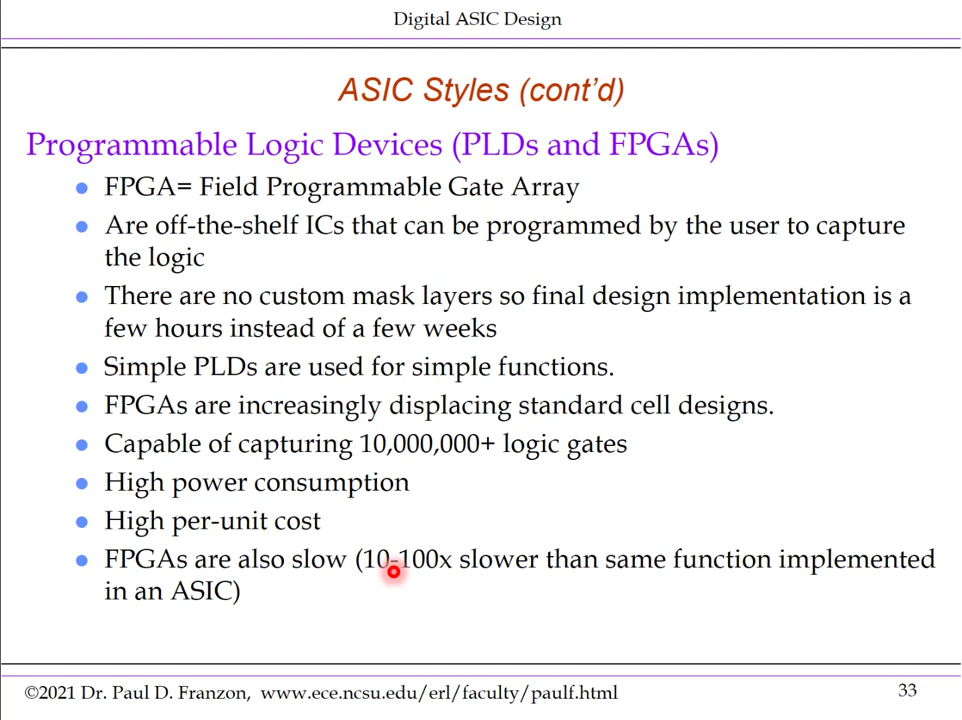 Digital ASIC Design
ASIC Styles (cont’d)
Programmable Logic Devices (PLDs and FPGAs)
FPGA= Field Programmable Gate Array
Are off-the-shelf ICs that can be programmed by the user to capture
the logic
There are no custom mask layers so final design implementation is a
few hours instead of a few weeks
Simple PLDs are used for simple functions.
FPGAs are increasingly displacing standard cell designs.
Capable of capturing 10,000,000+ logic gates
High power consumption
High per-unit cost
FPGAs are also slow (10-100x slower than same function implemented
in an ASIC)
©2021 Dr. Paul D. Franzon, www.ece.ncsu.edu/erl/faculty/paulf.html
33